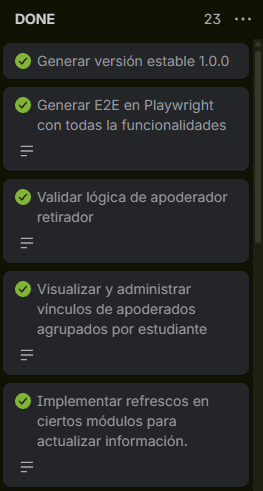 DONE
23
Generar versión estable 1.0.0
Generar E2E en Playwright
con todas la funcionalidades
Validar lógica de apoderador
retirador
Visualizar y administrar
vínculos de apoderados
agrupados por estudiante
Implementar refrescos en
ciertos módulos para
actualizar información.